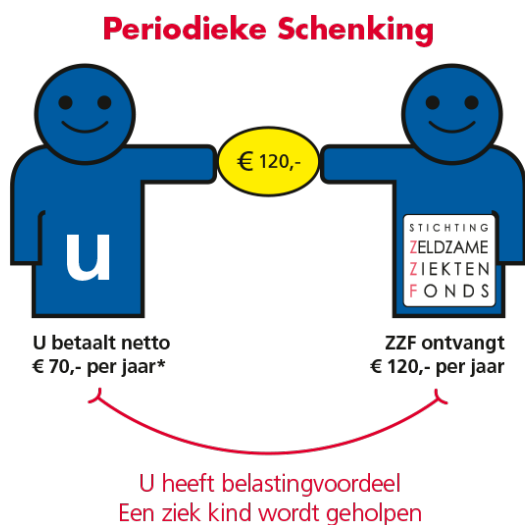 Periodieke Schenking
€ 120,-
u
STICHTING
ZELDZAME
ZIEKTEN
FONDS
U betaalt netto
€ 70,- per jaar*
ZZF ontvangt
€ 120,- per jaar
U heeft belastingvoordeel
Een ziek kind wordt geholpen